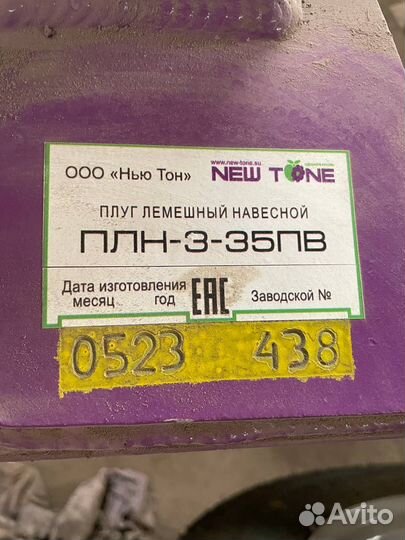 www.new-tone.su
ООО «Нью Тон» NEW TONE
ПЛУГ ЛЕМЕШНЫЙ НАВЕСНОЙ
ПЛН-3-35ПВ
Дата изготовления
месяц год EAC Заводской №
0523 438
Avito